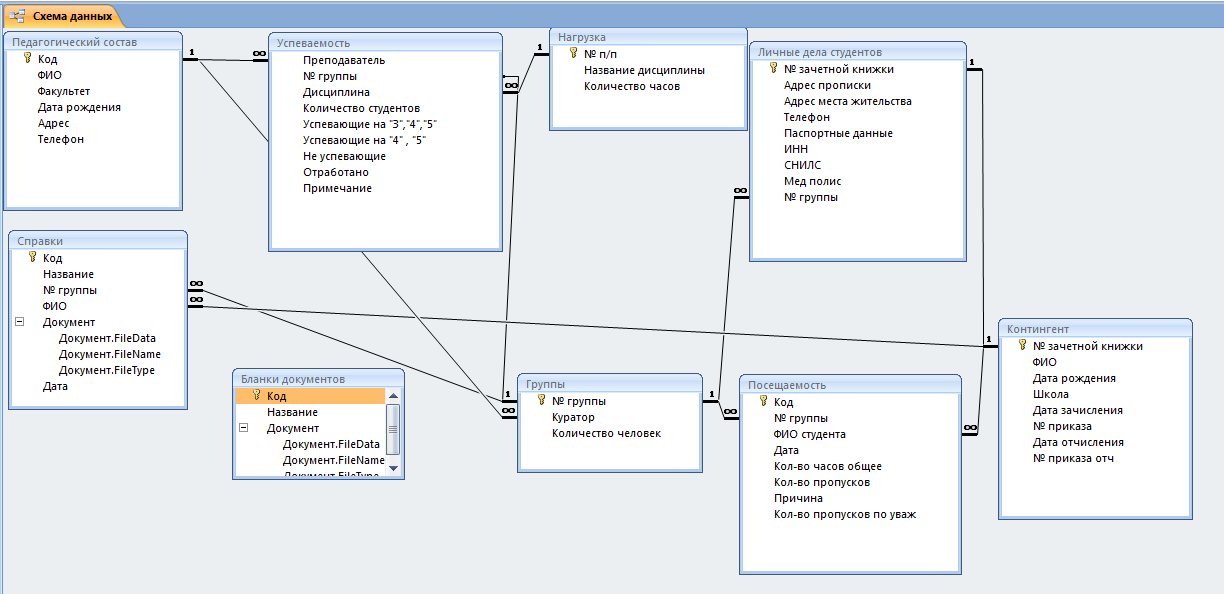 Схема данных
Педагогический состав
Код
ФИО
Факультет
Дата рождения
Адрес
Телефон
1
∞
Успеваемость
Преподаватель
№ группы
Дисциплина
Количество студентов
Успевающие на "3","4","5"
Успевающие на "4" , "5"
Не успевающие
Отработано
Примечание
∞
1
Нагрузка
№ п/п
Название дисциплины
Количество часов
Личные дела студентов
№ зачетной книжки
Адрес прописки
Адрес места жительства
Телефон
Паспортные данные
ИНН
СНИЛС
Мед полис
№ группы
1
∞
Справки
Код
Название
№ группы
ФИО
Документ
Документ.FileData
Документ.FileName
Документ.FileType
Дата
∞
∞
Бланки документов
Код
Название
Документ
Документ.FileData
Документ.FileName
Документ.FileType
1
∞
Группы
№ группы
Куратор
Количество человек
1
∞
Посещаемость
Код
№ группы
ФИО студента
Дата
Кол-во часов общее
Кол-во пропусков
Причина
Кол-во пропусков по уваж
∞
1
Контингент
№ зачетной книжки
ФИО
Дата рождения
Школа
Дата зачисления
№ приказа
Дата отчисления
№ приказа отч